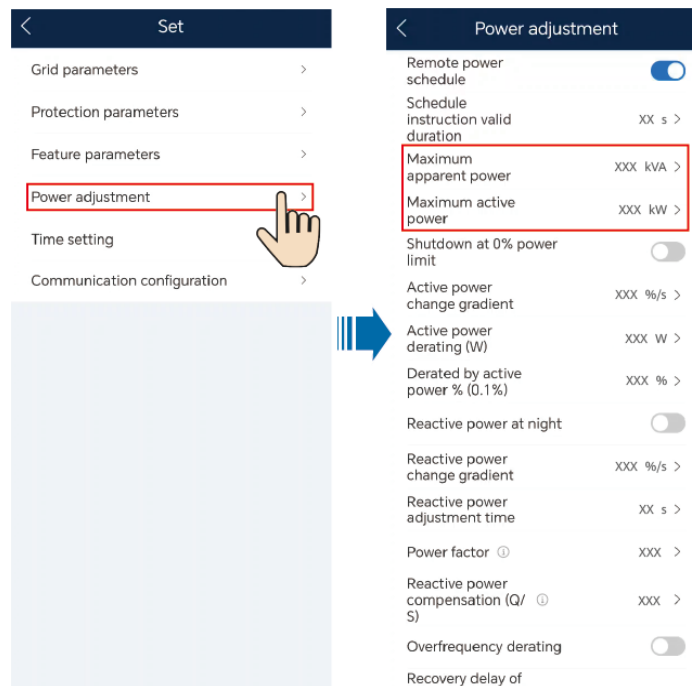 Set
Grid parameters
Protection parameters
Feature parameters
Power adjustment
Time setting
Communication configuration
Power adjustment
Remote power
schedule
Schedule
instruction valid
duration
XX s
Maximum
apparent power
XXX kVA
Maximum active
power
XXX kW
Shutdown at 0% power
limit
Active power
change gradient
XXX %/s
Active power
derating (W)
XXX W
Derated by active
power % (0.1%)
XXX %
Reactive power at night
Reactive power
change gradient
XXX %/s
Reactive power
adjustment time
XX s
Power factor
XXX
Reactive power
compensation (Q/
S)
XXX
Overfrequency derating
Recovery delay of